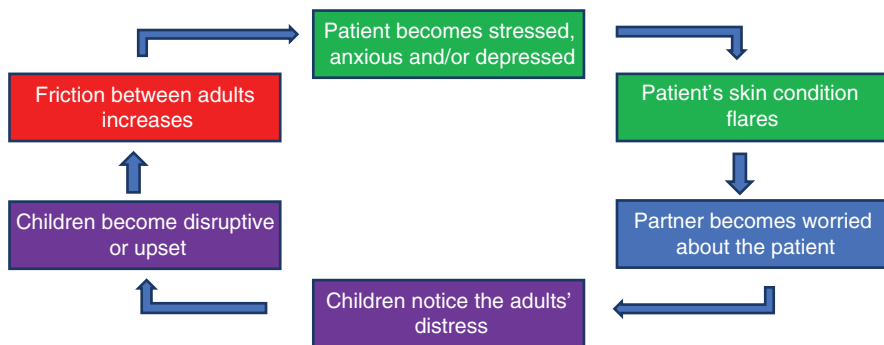 Patient becomes stressed,
anxious and/or depressed
Patient’s skin condition
flares
Partner becomes worried
about the patient
Children notice the adults’
distress
Children become disruptive
or upset
Friction between adults
increases